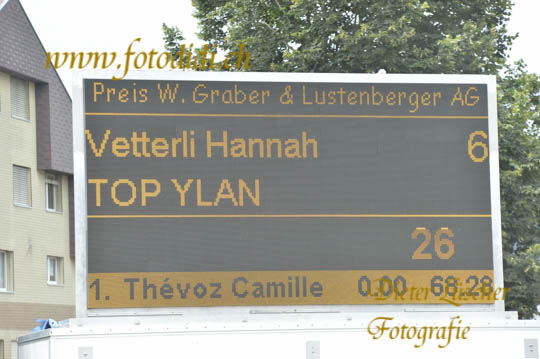 www.fotodidi.ch
Preis W. Graber & Lustenberger AG
Vetterli Hannah 6
TOP YLAN
26
1. Thévoz Camille 0.00 68.28
Dieter Lüscher
Fotografie